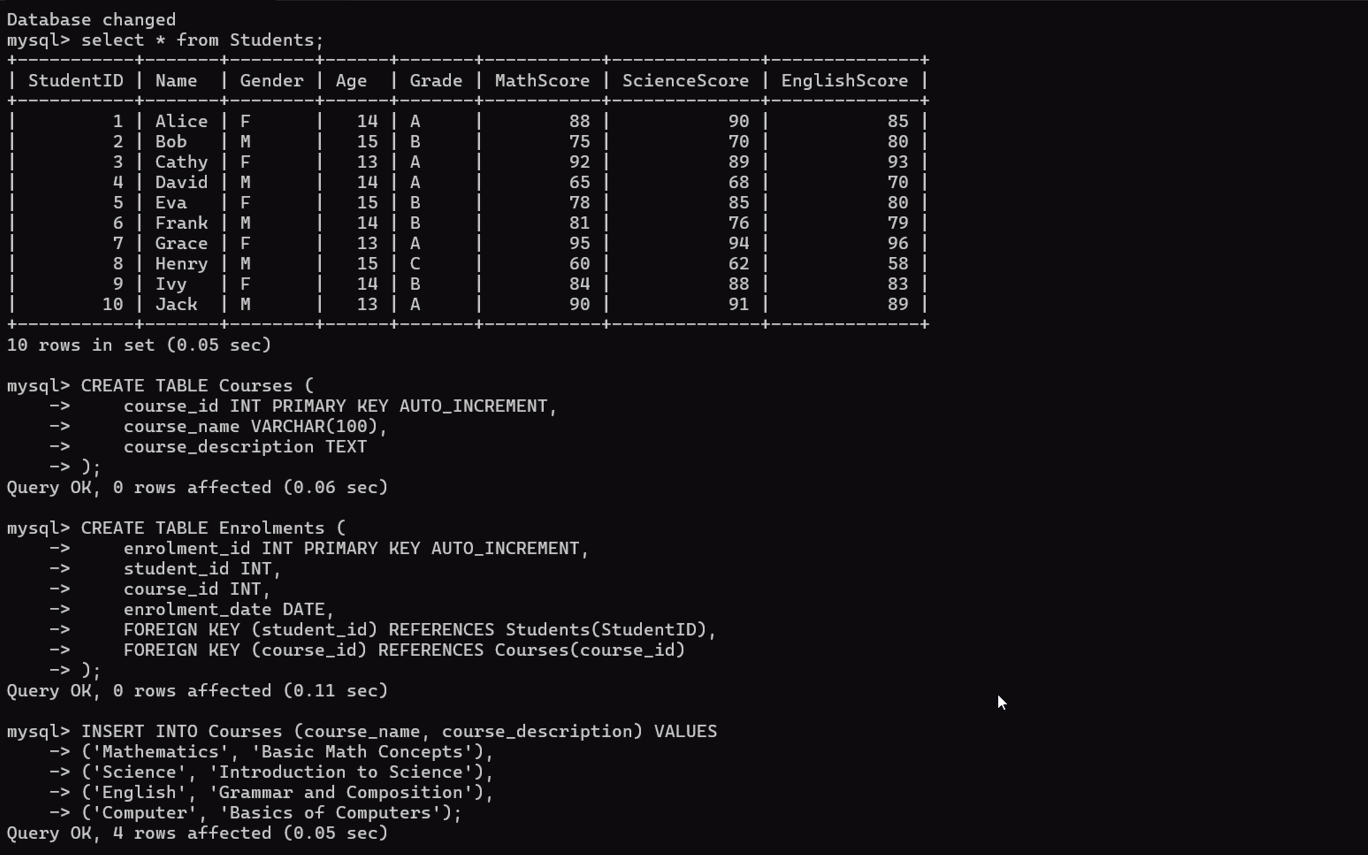 Database changed
mysql> select * from Students;
+-----------+-------+--------+------+-------+-----------+--------------+--------------+
| StudentID | Name  | Gender | Age  | Grade | MathScore | ScienceScore | EnglishScore |
+-----------+-------+--------+------+-------+-----------+--------------+--------------+
|         1 | Alice | F      |   14 | A     |        88 |           90 |           85 |
|         2 | Bob   | M      |   15 | B     |        75 |           70 |           80 |
|         3 | Cathy | F      |   13 | A     |        92 |           89 |           93 |
|         4 | David | M      |   14 | A     |        65 |           68 |           70 |
|         5 | Eva   | F      |   15 | B     |        78 |           85 |           80 |
|         6 | Frank | M      |   14 | B     |        81 |           76 |           79 |
|         7 | Grace | F      |   13 | A     |        95 |           94 |           96 |
|         8 | Henry | M      |   15 | C     |        60 |           62 |           58 |
|         9 | Ivy   | F      |   14 | B     |        84 |           88 |           83 |
|        10 | Jack  | M      |   13 | A     |        90 |           91 |           89 |
+-----------+-------+--------+------+-------+-----------+--------------+--------------+
10 rows in set (0.05 sec)

mysql> CREATE TABLE Courses (
    ->     course_id INT PRIMARY KEY AUTO_INCREMENT,
    ->     course_name VARCHAR(100),
    ->     course_description TEXT
    -> );
Query OK, 0 rows affected (0.06 sec)

mysql> CREATE TABLE Enrolments (
    ->     enrolment_id INT PRIMARY KEY AUTO_INCREMENT,
    ->     student_id INT,
    ->     course_id INT,
    ->     enrolment_date DATE,
    ->     FOREIGN KEY (student_id) REFERENCES Students(StudentID),
    ->     FOREIGN KEY (course_id) REFERENCES Courses(course_id)
    -> );
Query OK, 0 rows affected (0.11 sec)

mysql> INSERT INTO Courses (course_name, course_description) VALUES
    -> ('Mathematics', 'Basic Math Concepts'),
    -> ('Science', 'Introduction to Science'),
    -> ('English', 'Grammar and Composition'),
    -> ('Computer', 'Basics of Computers');
Query OK, 4 rows affected (0.05 sec)